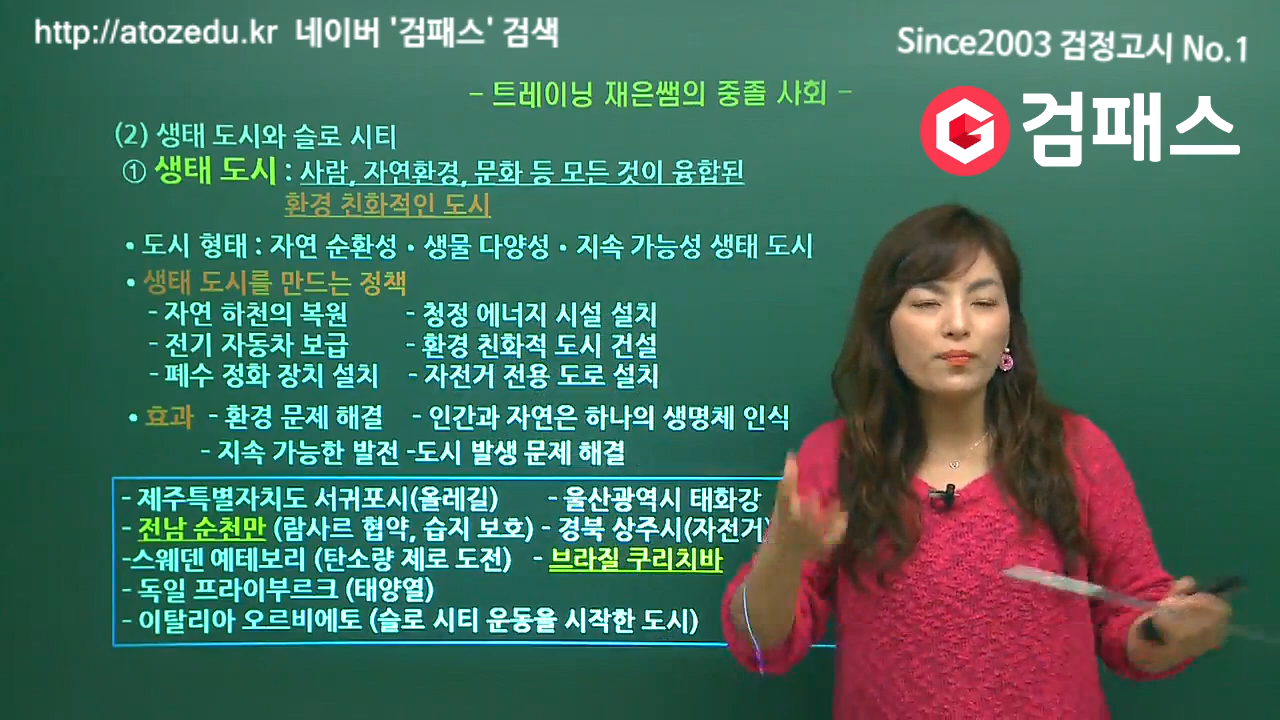 http://atozedu.kr 네이버 '검패스' 검색
Since2003 검정고시 No.1
검패스
- 트레이닝 재은쌤의 중졸 사회 -
(2) 생태 도시와 슬로 시티
① 생태 도시 : 사람, 자연환경, 문화 등 모든 것이 융합된
환경 친화적인 도시
• 도시 형태 : 자연 순환성 • 생물 다양성 • 지속 가능성 생태 도시
• 생태 도시를 만드는 정책
- 자연 하천의 복원 - 청정 에너지 시설 설치
- 전기 자동차 보급 - 환경 친화적 도시 건설
- 폐수 정화 장치 설치 - 자전거 전용 도로 설치
• 효과 - 환경 문제 해결 - 인간과 자연은 하나의 생명체 인식
- 지속 가능한 발전 -도시 발생 문제 해결
- 제주특별자치도 서귀포시(올레길) - 울산광역시 태화강
- 전남 순천만 (람사르 협약, 습지 보호) - 경북 상주시(자전거)
-스웨덴 예테보리 (탄소량 제로 도전) - 브라질 쿠리치바
- 독일 프라이부르크 (태양열)
- 이탈리아 오르비에토 (슬로 시티 운동을 시작한 도시)